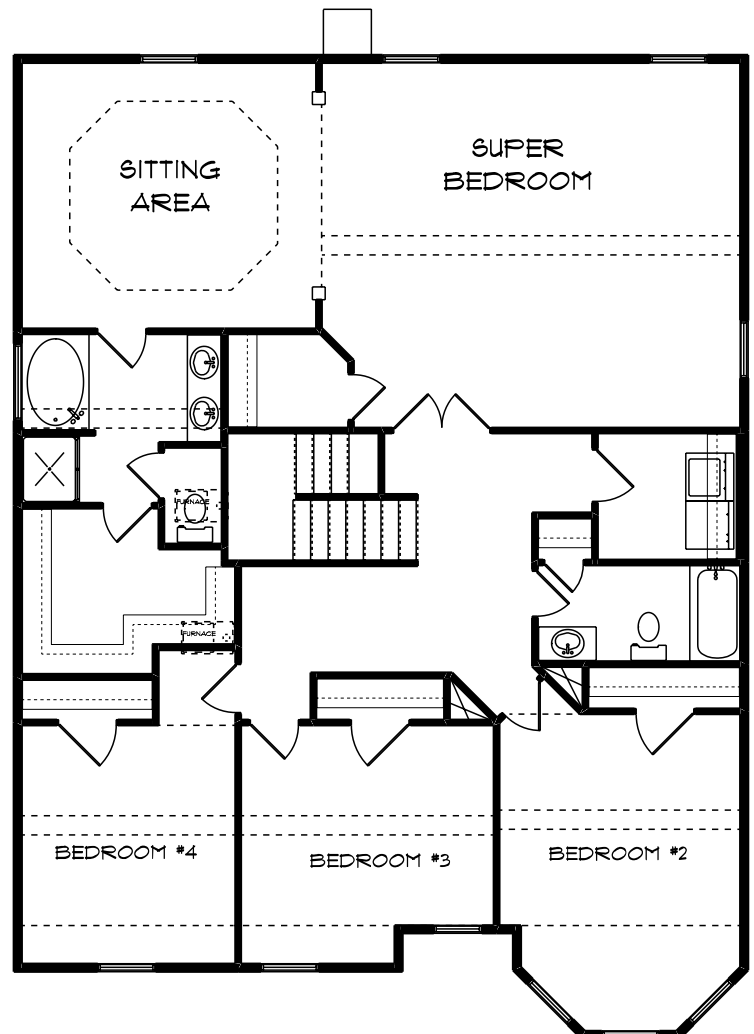 SUPER
BEDROOM
SITTING
AREA
FURNACE
FURNACE
BEDROOM #4
BEDROOM #3
BEDROOM #2